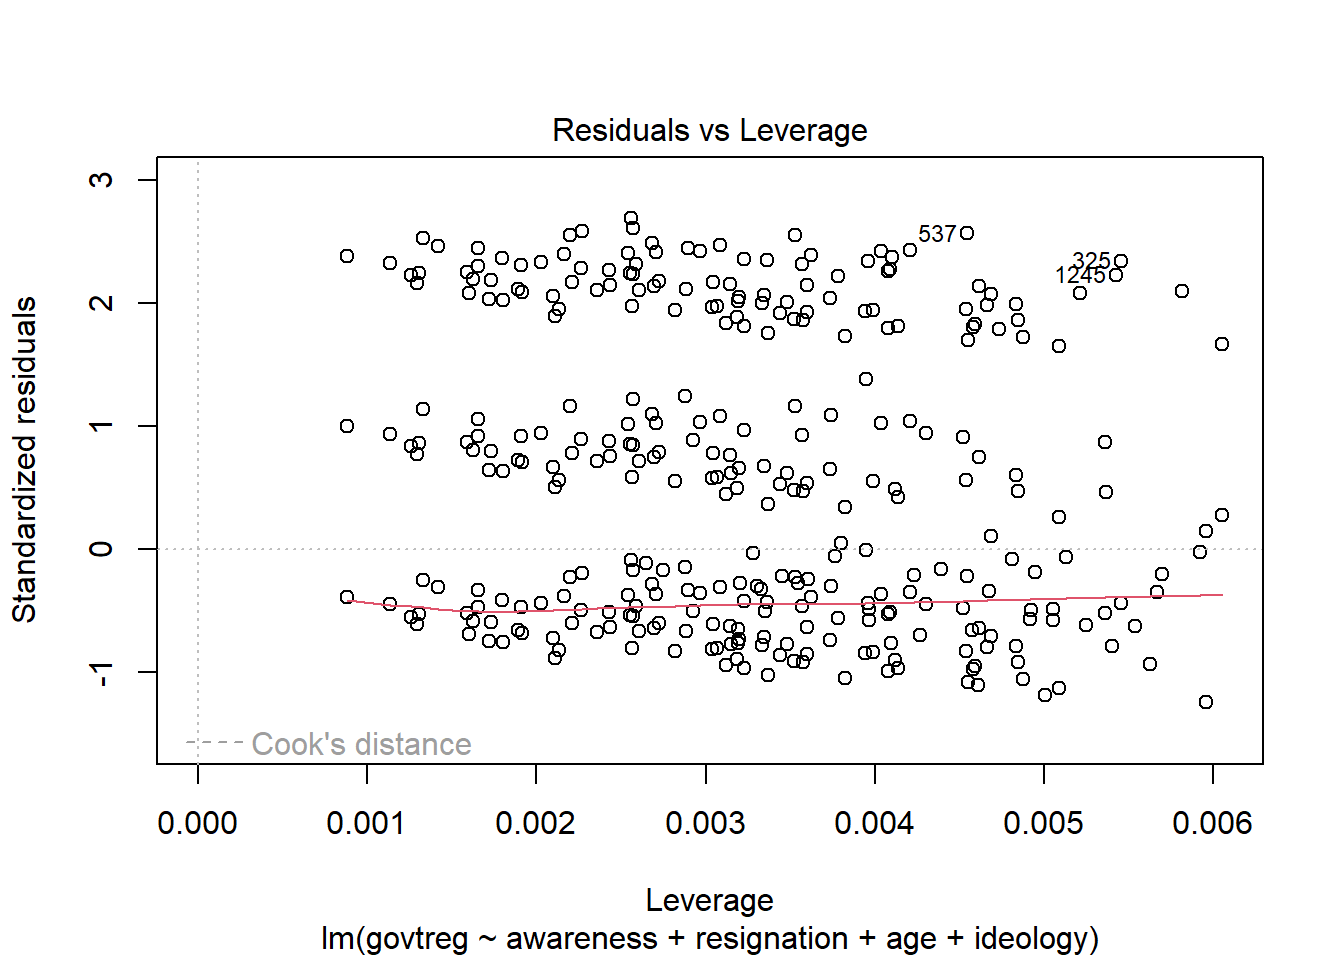 Residuals vs Leverage
Standardized residuals
3
2
1
0
-1
537
325
1245
Cook's distance
0.000 0.001 0.002 0.003 0.004 0.005 0.006
Leverage
lm(govtreg ~ awareness + resignation + age + ideology)